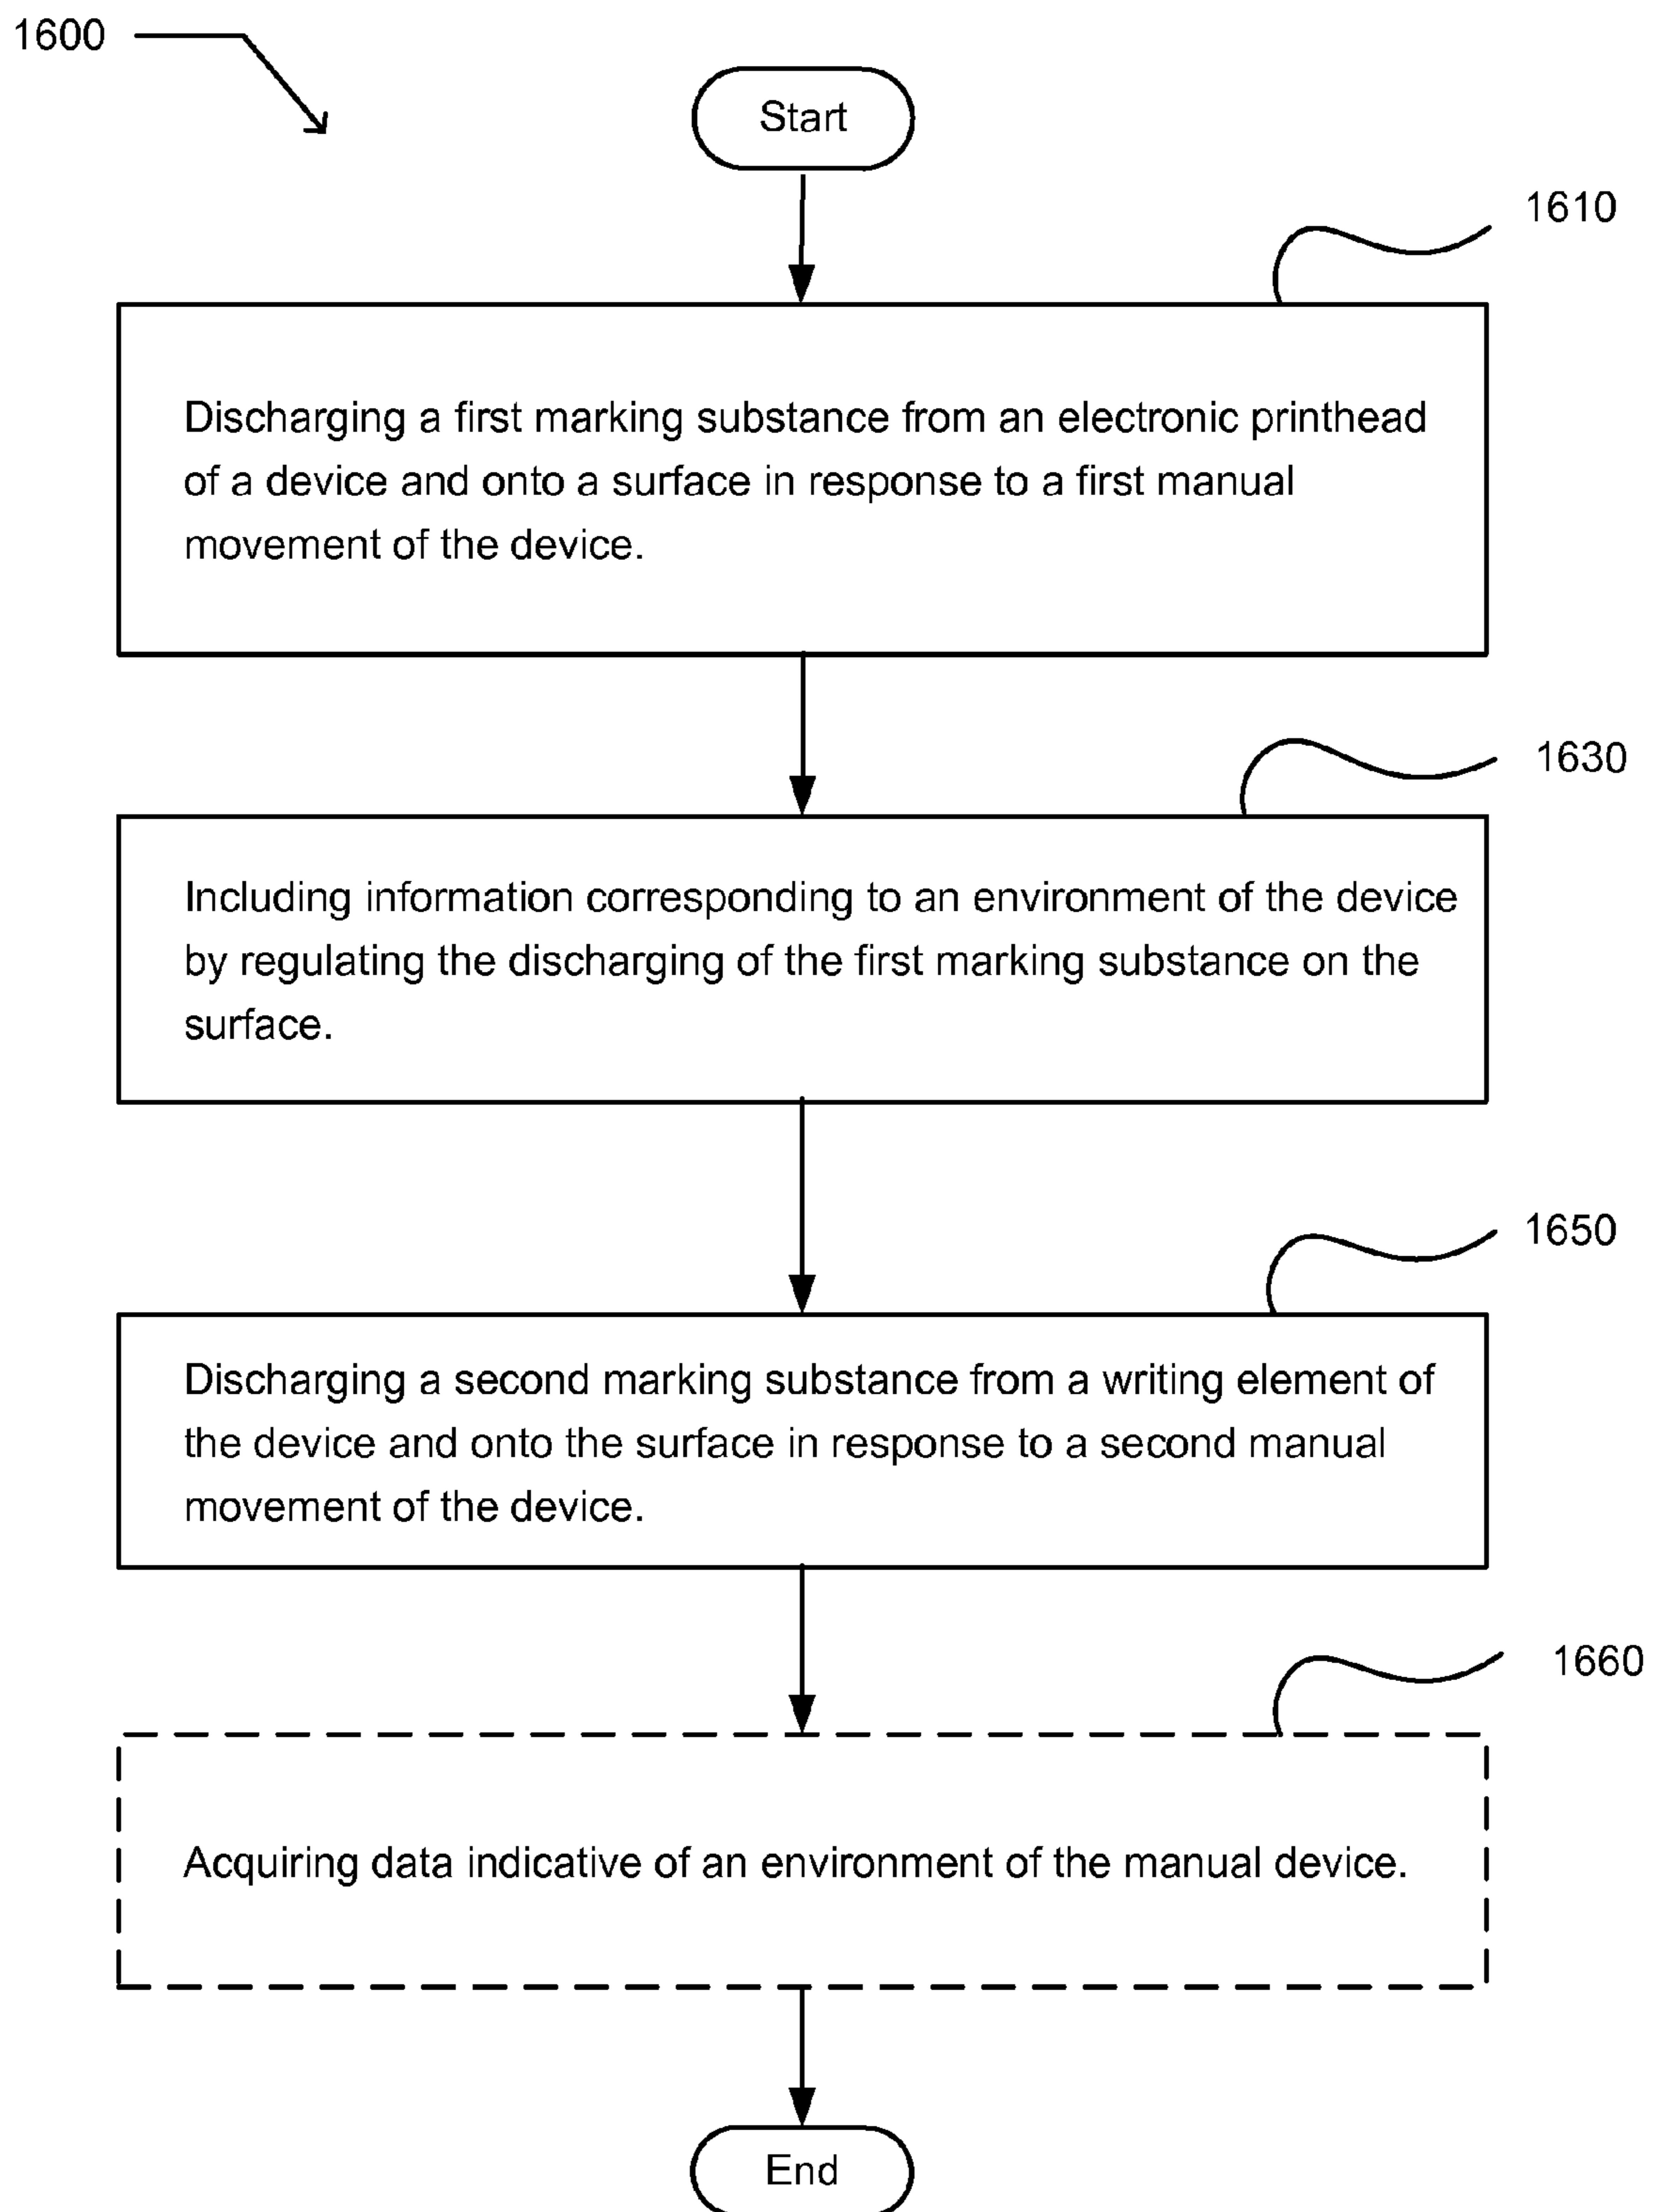 1600
Start
1610
Discharging a first marking substance from an electronic printhead
of a device and onto a surface in response to a first manual
movement of the device.
1630
Including information corresponding to an environment of the device
by regulating the discharging of the first marking substance on the
surface.
1650
Discharging a second marking substance from a writing element of
the device and onto the surface in response to a second manual
movement of the device.
1660
Acquiring data indicative of an environment of the manual device.
End